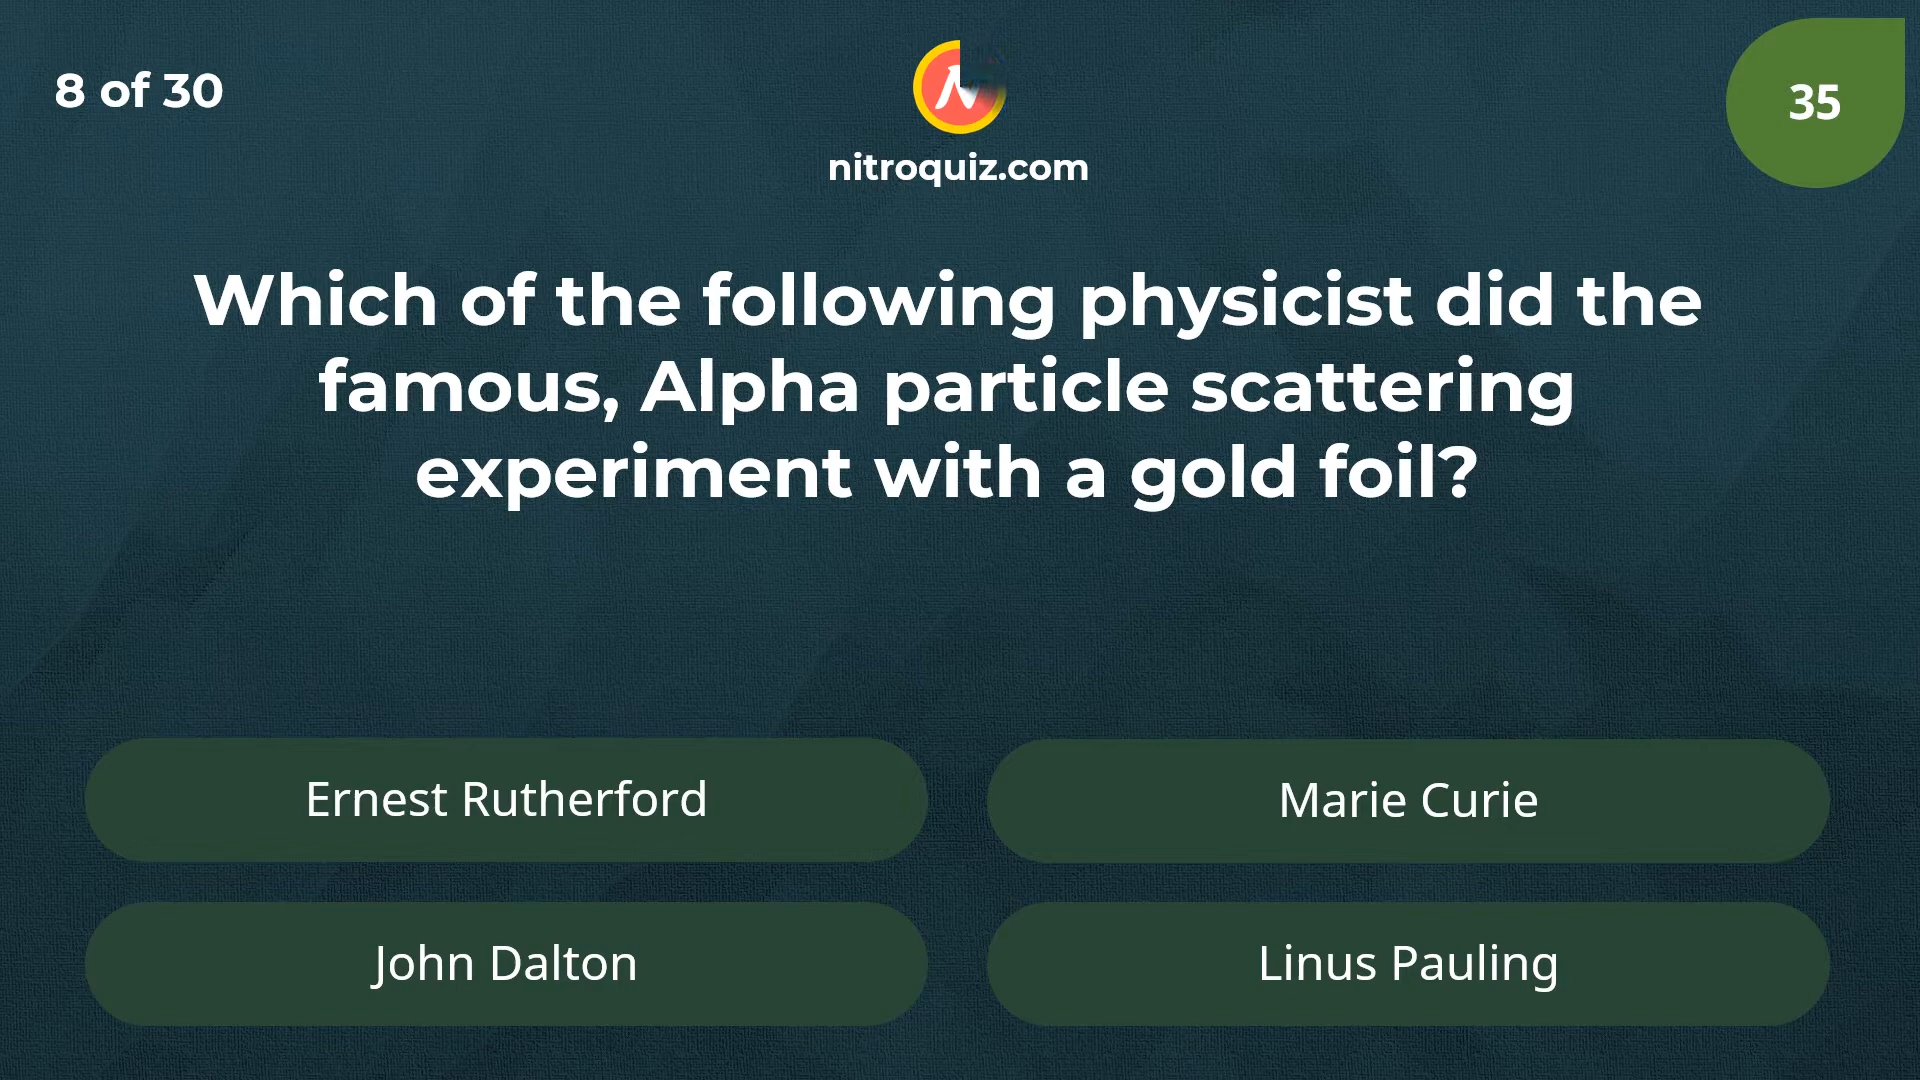 8 of 30
nitroquiz.com
35
Which of the following physicist did the
famous, Alpha particle scattering
experiment with a gold foil?
Ernest Rutherford
Marie Curie
John Dalton
Linus Pauling